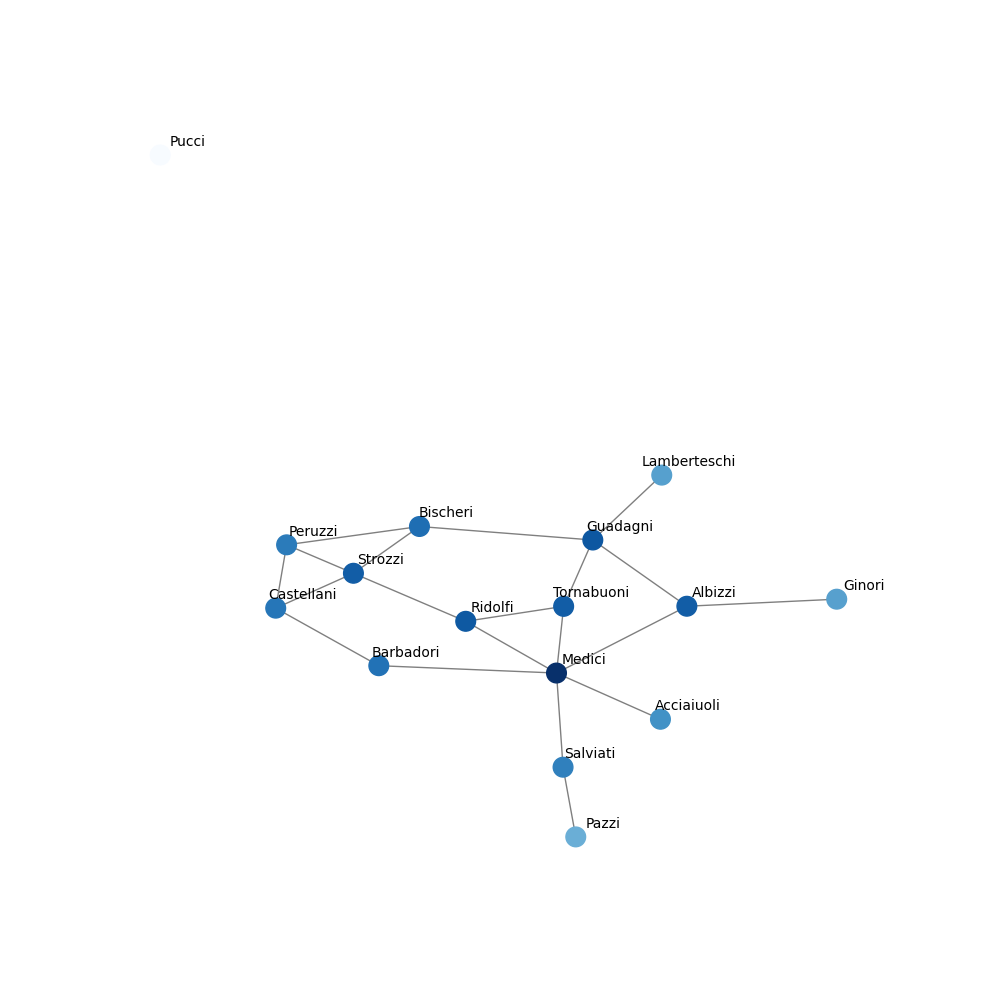 Pucci
Lamberteschi
Bischeri
Guadagni
Peruzzi
Strozzi
Ginori
Castellani
Tornabuoni
Albizzi
Ridolfi
Barbadori
Medici
Acciaiuoli
Salviati
Pazzi